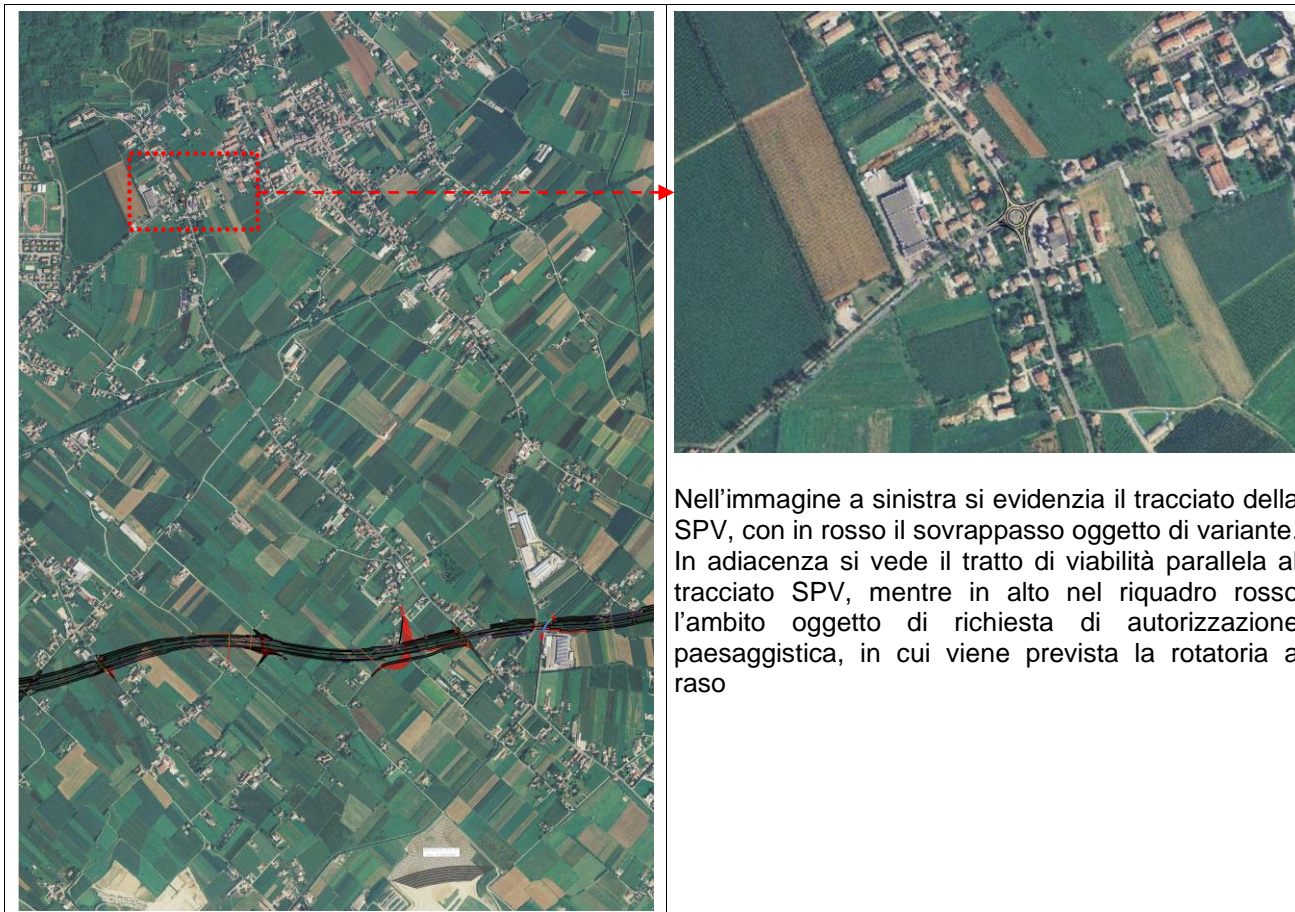 Nell'immagine a sinistra si evidenzia il tracciato della
SPV, con in rosso il sovrappasso oggetto di variante.
In adiacenza si vede il tratto di viabilità parallela al
tracciato SPV, mentre in alto nel riquadro rosso
l'ambito oggetto di richiesta di autorizzazione
paesaggistica, in cui viene prevista la rotatoria a
raso